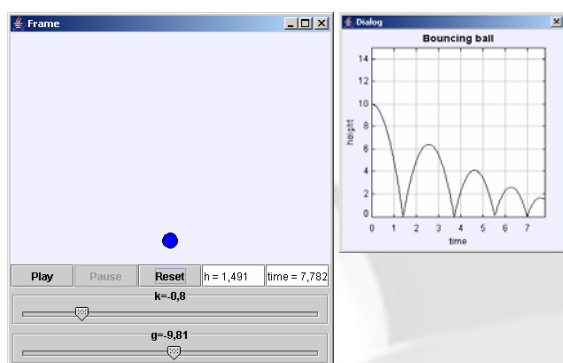 Frame
Play Pause Reset h = 1,491 time = 7,782
k=-0,8
g=-9,81
Dialog
Bouncing ball
14
12
10
8
6
4
2
0
height
0 1 2 3 4 5 6 7
time